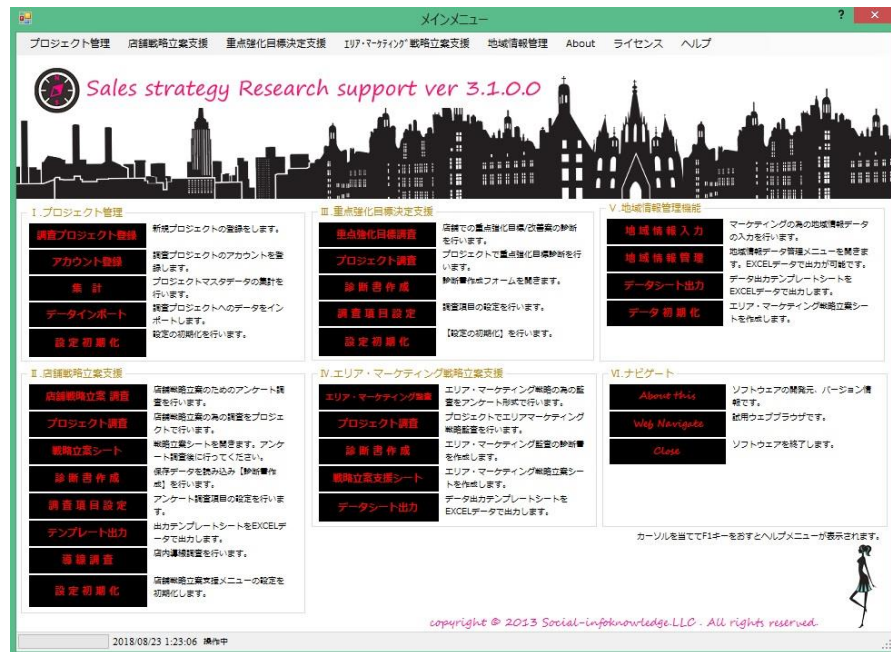 メインメニュー
?
プロジェクト管理 店舗戦略立案支援 重点強化目標決定支援 エリア・マーケティング戦略立案支援 地域情報管理 About ライセンス ヘルプ
Sales strategy Research support ver 3.1.0.0
Ⅰ.プロジェクト管理
調査プロジェクト登録
新規プロジェクトの登録をします。
アカウント登録
調査プロジェクトのアカウントを登
録します。
集 計
プロジェクトマスタデータの集計を
行います。
データインポート
調査プロジェクトへのデータをイン
ポートします。
設 定 初 期 化
設定の初期化を行います。
Ⅲ.重点強化目標決定支援
重点強化目標調査
店舗での重点強化目標/改善案の診断
を行います。
プロジェクト調査
プロジェクトで重点強化目標診断を行
います。
診 断 書 作 成
診断書作成フォームを開きます。
調 査 項 目 設 定
調査項目の設定を行います。
設 定 初 期 化
【設定の初期化】を行います。
Ⅴ.地域情報管理機能
地 域 情 報 入 力
マーケティングの為の地域情報データ
の入力を行います。
地 域 情 報 管 理
地域情報データ管理メニューを開きま
す。EXCELデータで出力が可能です。
データシート出力
データ出力テンプレートシートを
EXCELデータで出力します。
データ 初 期 化
エリア・マーケティング戦略立案シー
トを作成します。
Ⅱ.店舗戦略立案支援
店舗戦略立案 調査
店舗戦略立案のためのアンケート調
査を行います。
プロジェクト調査
店舗戦略立案の為の調査をプロジェ
クトで行います。
戦略立案シート
戦略立案シートを開きます。アンケ
ート調査後に行ってください。
診 断 書 作 成
保存データを読み込み【診断書作
成】を行います。
調 査 項 目 設 定
アンケート調査項目の設定を行いま
す。
テンプレート出力
出力テンプレートシートをEXCELデ
ータで出力します。
導 線 調 査
店内導線調査を行います。
設 定 初 期 化
店舗戦略立案支援メニューの設定を
初期化します。
Ⅳ.エリア・マーケティング戦略立案支援
エリア・マーケティング監査
エリア・マーケティング戦略の為の監
査をアンケート形式で行います。
プロジェクト調査
プロジェクトでエリアマーケティング
戦略監査を行います。
診 断 書 作 成
エリア・マーケティング監査の診断書
を作成します。
戦略立案支援シート
エリア・マーケティング戦略立案シー
トを作成します。
データシート出力
データ出力テンプレートシートを
EXCELデータで出力します。
Ⅵ.ナビゲート
About this
ソフトウェアの開発元、バージョン情
報です。
Web Navigate
試用ウェブブラウザです。
Close
ソフトウェアを終了します。
カーソルを当ててF1キーをおすとヘルプメニューが表示されます。
copyright © 2013 Social-infoknowledge.LLC . All rights reserved.
2018/08/23 1:23:06 操作中